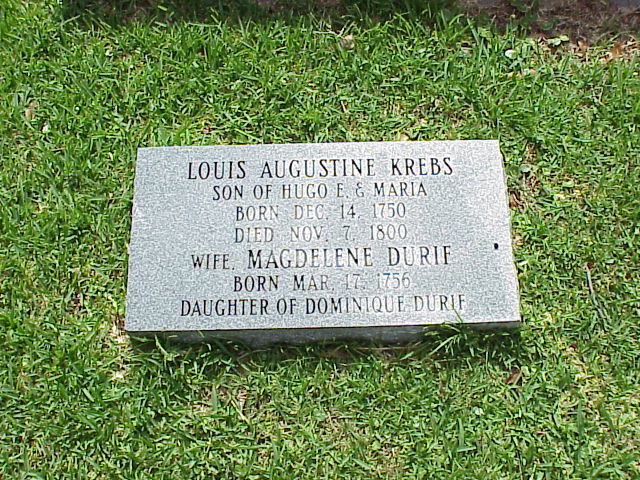 LOUIS AUGUSTINE KREBS
SON OF HUGO E. & MARIA
BORN DEC. 14, 1750
DIED NOV. 7, 1800
WIFE, MAGDELENE DURIF
BORN MAR. 17, 1756
DAUGHTER OF DOMINIQUE DURIF